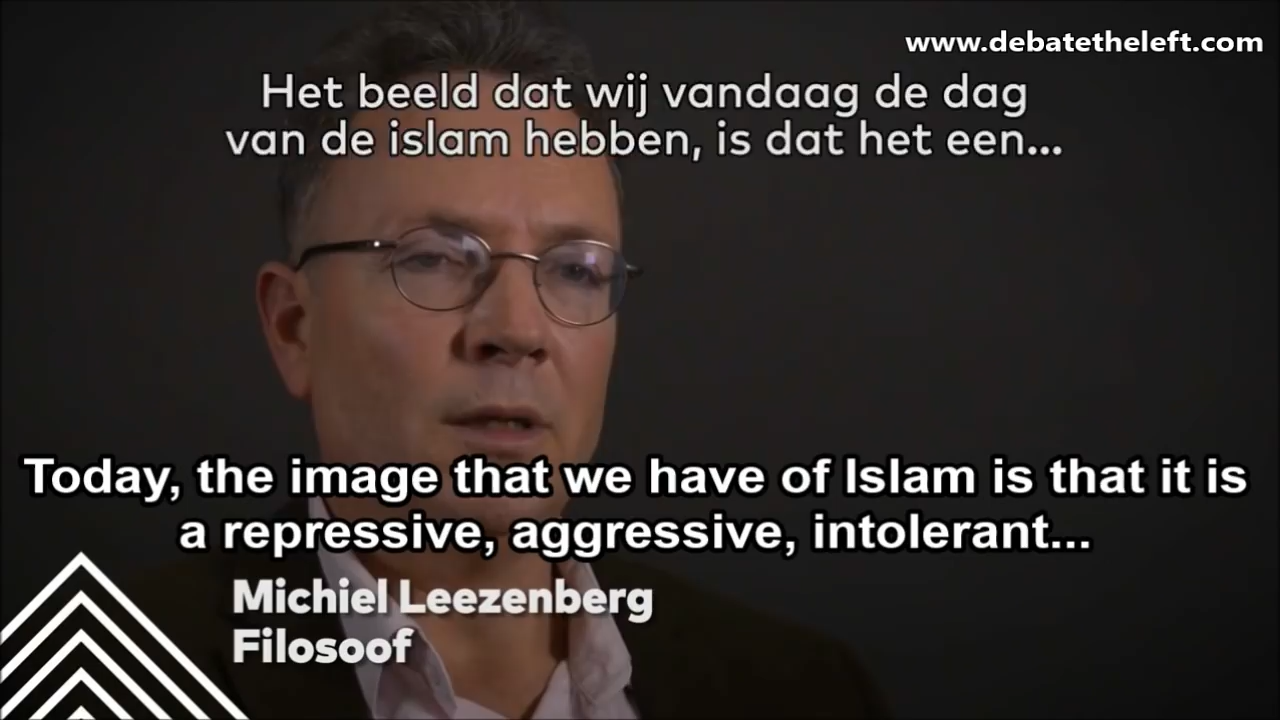 www.debatetheleft.com
Het beeld dat wij vandaag de dag
van de islam hebben, is dat het een...
Today, the image that we have of Islam is that it is
a repressive, aggressive, intolerant...
Michiel Leezenberg
Filosoof